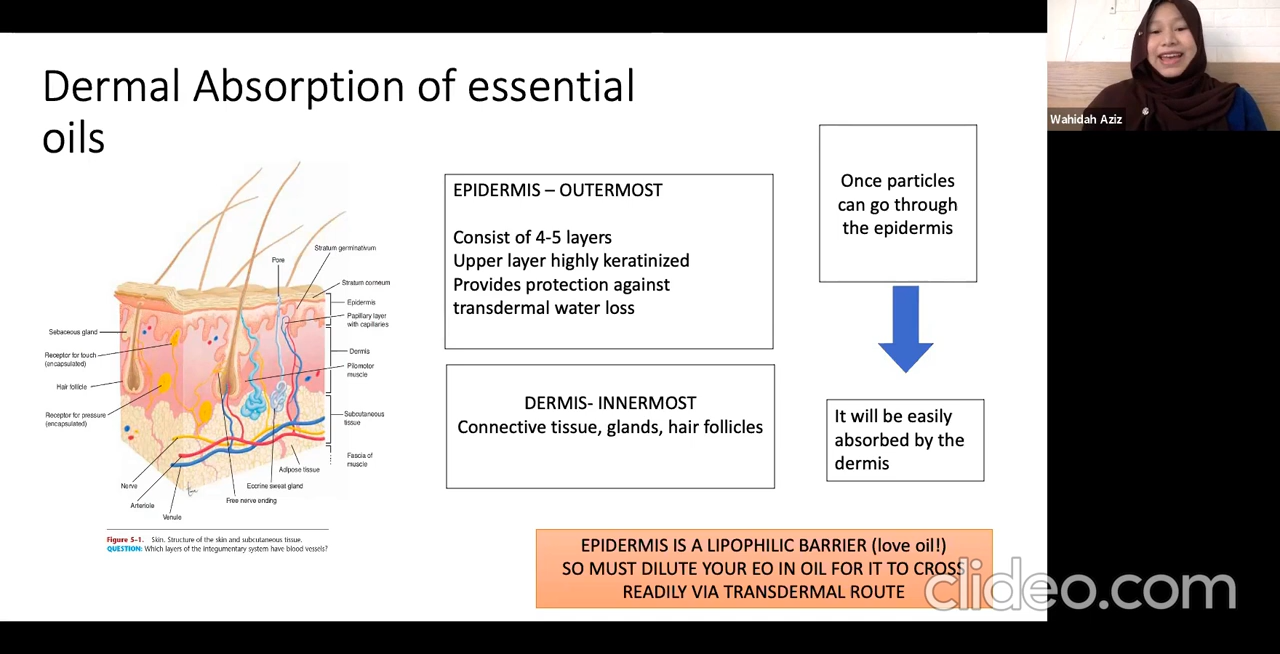 Dermal Absorption of essential
oils
Wahidah Aziz
EPIDERMIS – OUTERMOST
Consist of 4-5 layers
Upper layer highly keratinized
Provides protection against
transdermal water loss
DERMIS- INNERMOST
Connective tissue, glands, hair follicles
Once particles
can go through
the epidermis
It will be easily
absorbed by the
dermis
Stratum germinativum
Pore
Stratum corneum
Epidermis
Papillary layer
with capillaries
Sebaceous gland
Dermis
Receptor for touch
(encapsulated)
Pilomotor
muscle
Hair follicle
Receptor for pressure
(encapsulated)
Subcutaneous
tissue
Fascia of
muscle
Adipose tissue
Nerve
Eccrine sweat gland
Free nerve ending
Arteriole
Venule
Figure 5-1. Skin. Structure of the skin and subcutaneous tissue.
QUESTION: Which layers of the integumentary system have blood vessels?
EPIDERMIS IS A LIPOPHILIC BARRIER (love oil!)
SO MUST DILUTE YOUR EO IN OIL FOR IT TO CROSS
READILY VIA TRANSDERMAL ROUTE
clideo.com